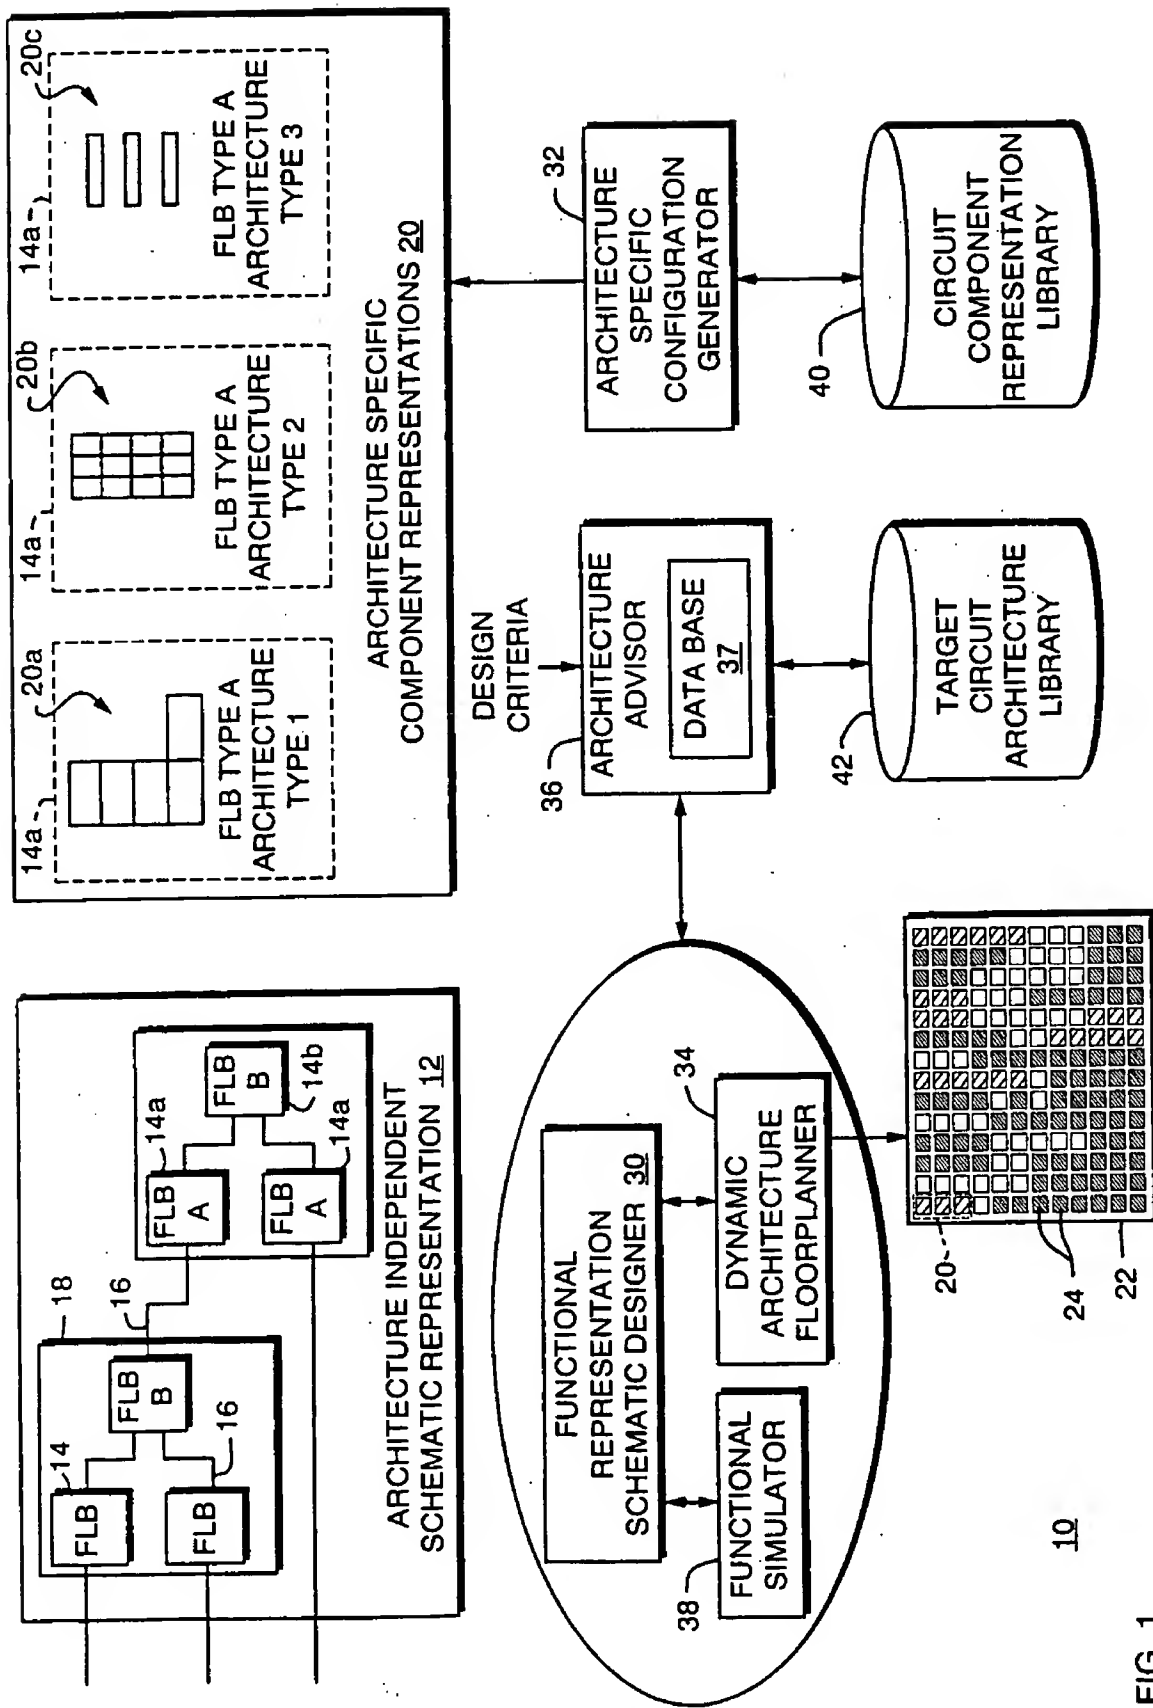 18
14
FLB
FLB
B
16
FLB
16
14a
FLB
A
FLB
B
14b
FLB
A
14a
ARCHITECTURE INDEPENDENT
SCHEMATIC REPRESENTATION 12
14a
20a
FLB TYPE A
ARCHITECTURE
TYPE 1
14a
20b
FLB TYPE A
ARCHITECTURE
TYPE 2
14a
20c
FLB TYPE A
ARCHITECTURE
TYPE 3
ARCHITECTURE SPECIFIC
COMPONENT REPRESENTATIONS 20
FUNCTIONAL
REPRESENTATION
SCHEMATIC DESIGNER 30
38
FUNCTIONAL
SIMULATOR
34
DYNAMIC
ARCHITECTURE
FLOORPLANNER
DESIGN
CRITERIA
36
ARCHITECTURE
ADVISOR
DATA BASE
37
32
ARCHITECTURE
SPECIFIC
CONFIGURATION
GENERATOR
20
24
22
42
TARGET
CIRCUIT
ARCHITECTURE
LIBRARY
40
CIRCUIT
COMPONENT
REPRESENTATION
LIBRARY
10
FIG. 1